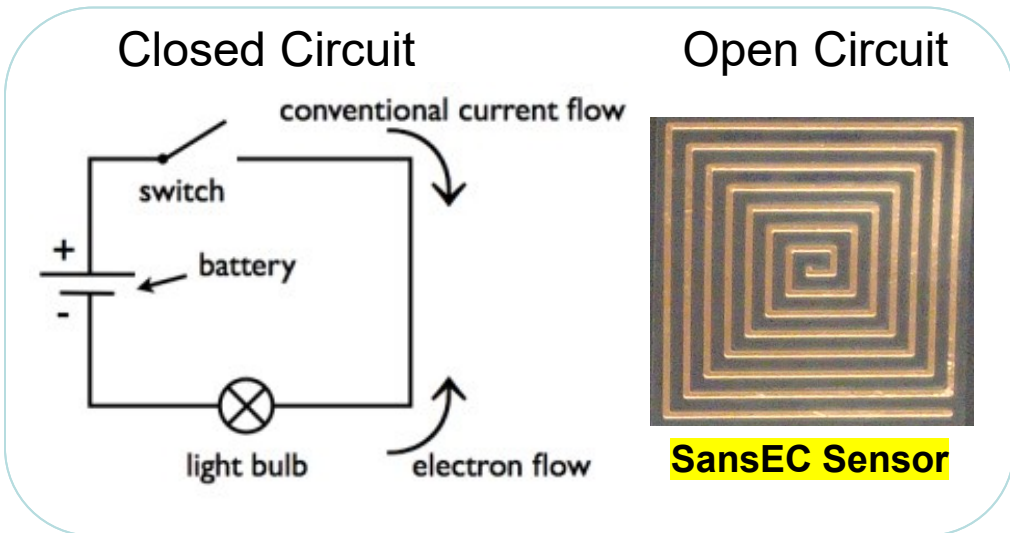 Closed Circuit
Open Circuit
conventional current flow
switch
+
battery
-
light bulb
electron flow
SansEC Sensor